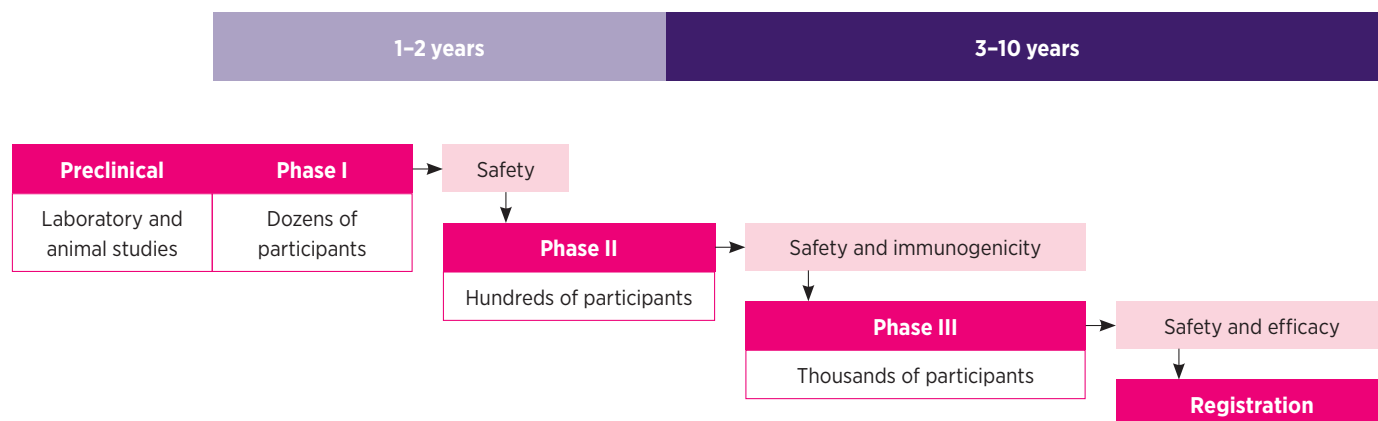 1–2 years
3–10 years
Preclinical
Phase I
Safety
Laboratory and
animal studies
Dozens of
participants
Phase II
Safety and immunogenicity
Hundreds of participants
Phase III
Safety and efficacy
Thousands of participants
Registration